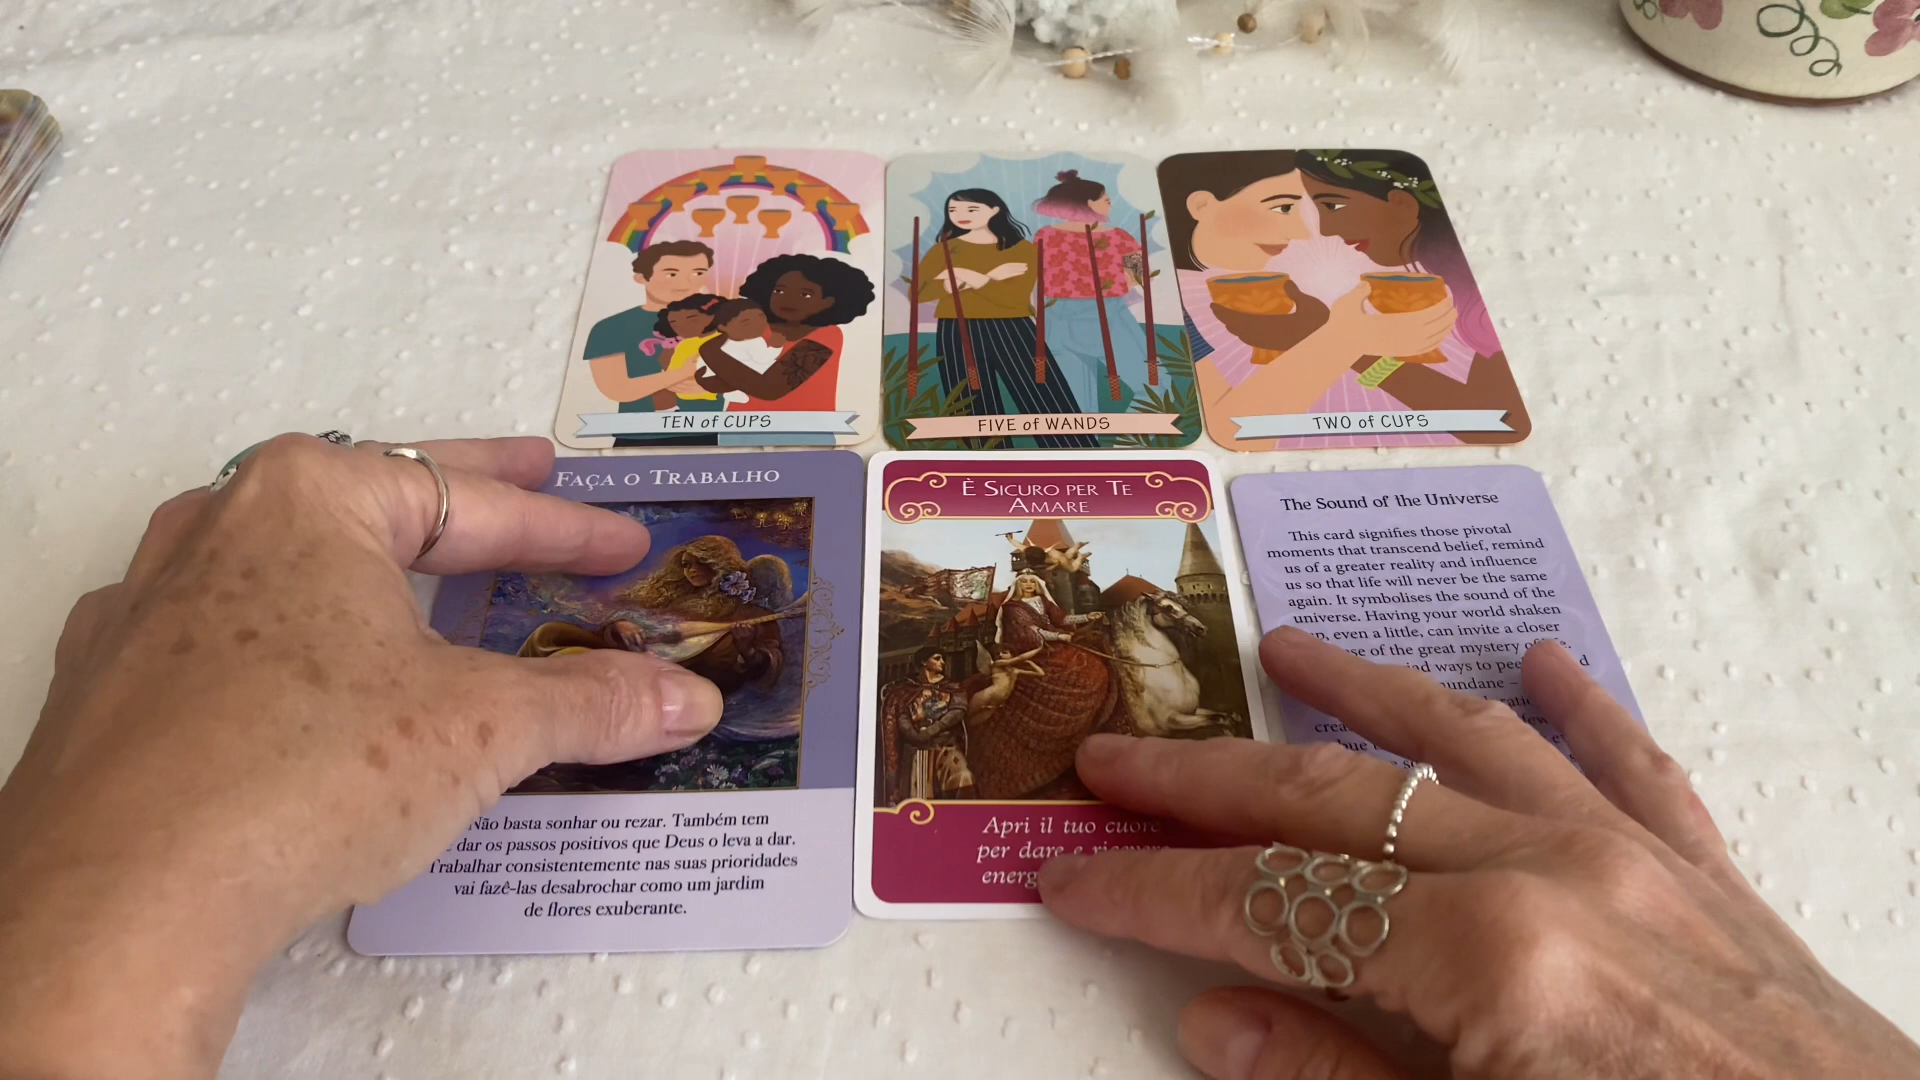 TEN of CUPS
FIVE of WANDS
TWO of CUPS
FAÇA O TRABALHO
Não basta sonhar ou rezar. Também tem
dar os passos positivos que Deus o leva a dar.
Trabalhar consistentemente nas suas prioridades
vai fazê-las desabrochar como um jardim
de flores exuberante.
È SICURO PER TE
AMARE
Apri il tuo cuore
per dare e ricevere
The Sound of the Universe
This card signifies those pivotal
moments that transcend belief, remind
us of a greater reality and influence
us so that life will never be the same
again. It symbolises the sound of the
universe. Having your world shaken
even a little, can invite a closer
of the great mystery of
ways to